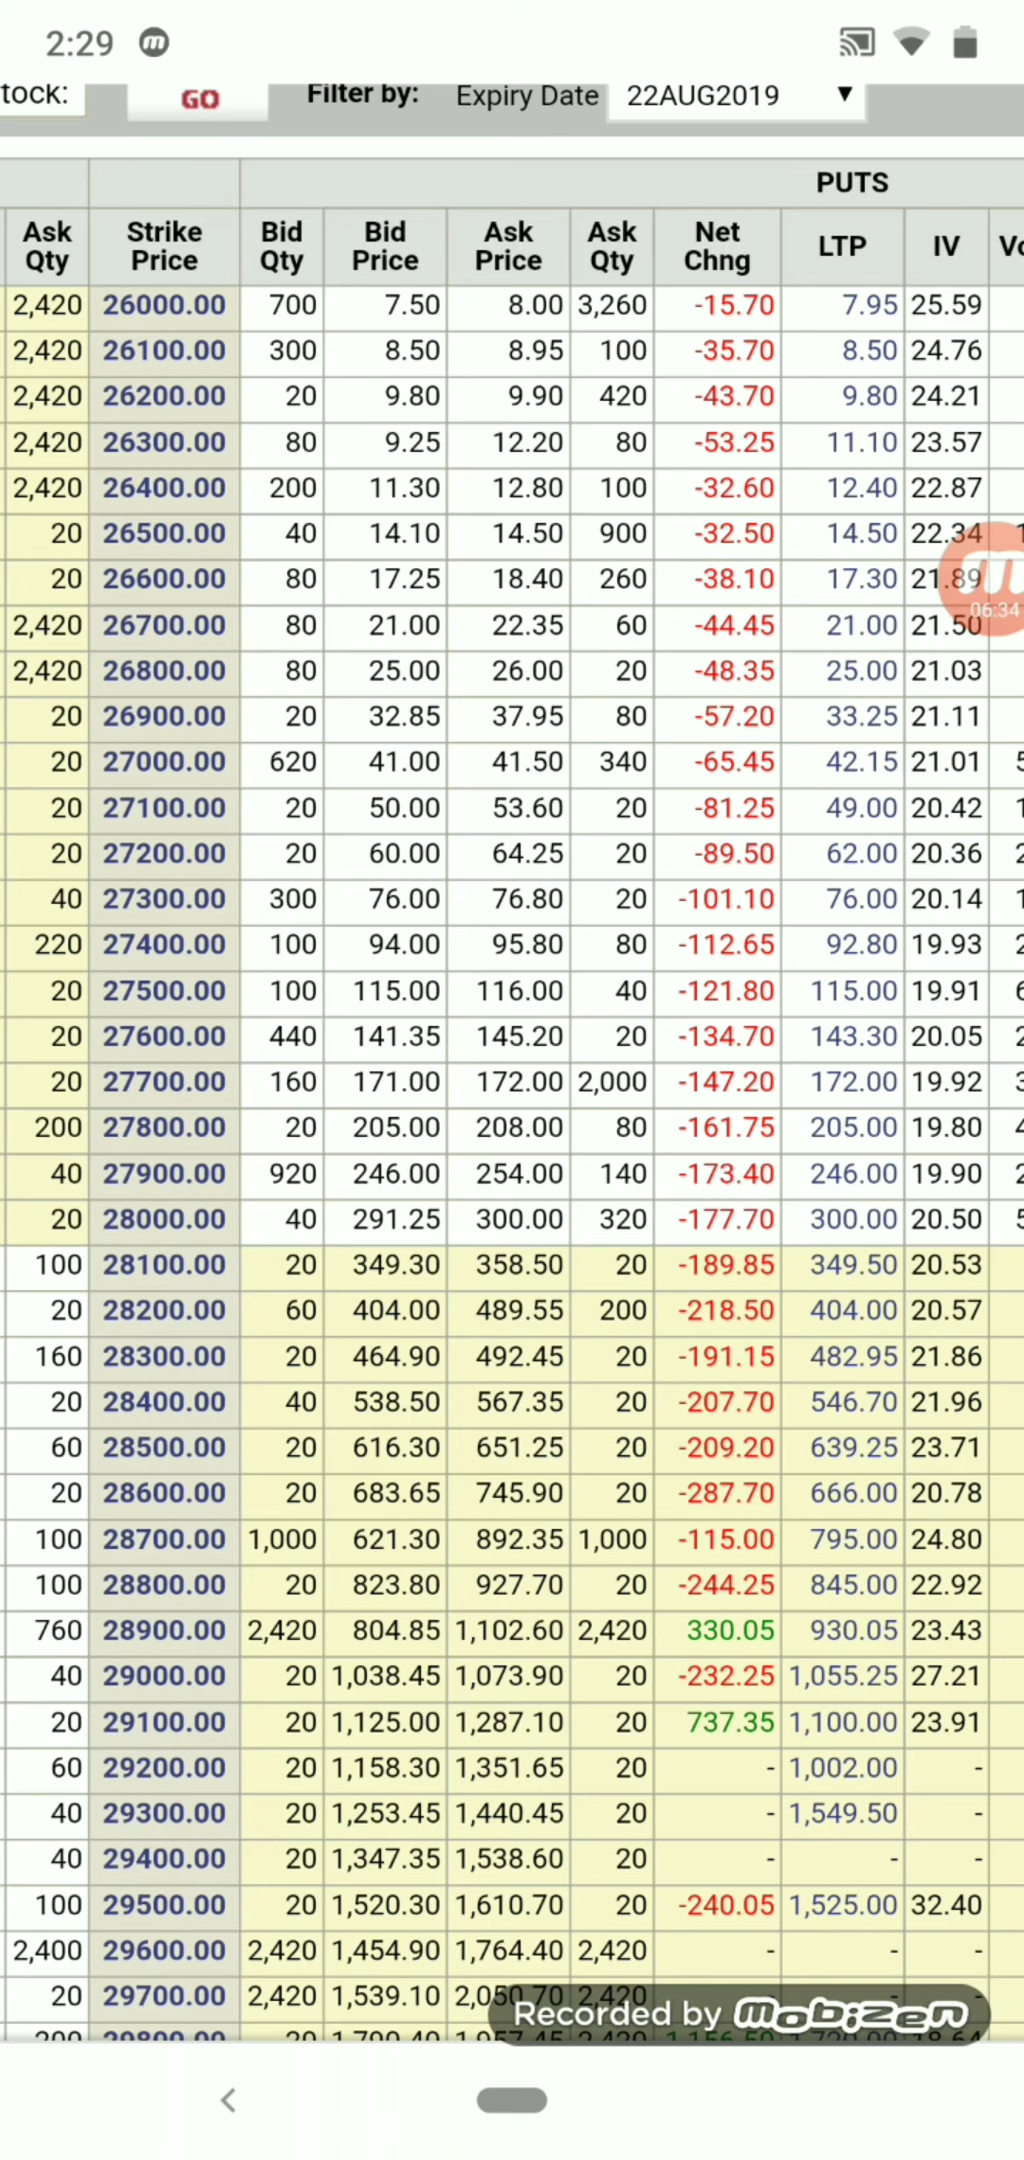 2:29
tock: GO Filter by: Expiry Date 22AUG2019 ▼
PUTS
Ask Qty Strike Price Bid Qty Bid Price Ask Price Ask Qty Net Chng LTP IV
2,420 26000.00 700 7.50 8.00 3,260 -15.70 7.95 25.59
2,420 26100.00 300 8.50 8.95 100 -35.70 8.50 24.76
2,420 26200.00 20 9.80 9.90 420 -43.70 9.80 24.21
2,420 26300.00 80 9.25 12.20 80 -53.25 11.10 23.57
2,420 26400.00 200 11.30 12.80 100 -32.60 12.40 22.87
20 26500.00 40 14.10 14.50 900 -32.50 14.50 22.34
20 26600.00 80 17.25 18.40 260 -38.10 17.30 21.89
06:34
2,420 26700.00 80 21.00 22.35 60 -44.45 21.00 21.50
2,420 26800.00 80 25.00 26.00 20 -48.35 25.00 21.03
20 26900.00 20 32.85 37.95 80 -57.20 33.25 21.11
20 27000.00 620 41.00 41.50 340 -65.45 42.15 21.01
20 27100.00 20 50.00 53.60 20 -81.25 49.00 20.42
20 27200.00 20 60.00 64.25 20 -89.50 62.00 20.36
40 27300.00 300 76.00 76.80 20 -101.10 76.00 20.14
220 27400.00 100 94.00 95.80 80 -112.65 92.80 19.93
20 27500.00 100 115.00 116.00 40 -121.80 115.00 19.91
20 27600.00 440 141.35 145.20 20 -134.70 143.30 20.05
20 27700.00 160 171.00 172.00 2,000 -147.20 172.00 19.92
200 27800.00 20 205.00 208.00 80 -161.75 205.00 19.80
40 27900.00 920 246.00 254.00 140 -173.40 246.00 19.90
20 28000.00 40 291.25 300.00 320 -177.70 300.00 20.50
100 28100.00 20 349.30 358.50 20 -189.85 349.50 20.53
20 28200.00 60 404.00 489.55 200 -218.50 404.00 20.57
160 28300.00 20 464.90 492.45 20 -191.15 482.95 21.86
20 28400.00 40 538.50 567.35 20 -207.70 546.70 21.96
60 28500.00 20 616.30 651.25 20 -209.20 639.25 23.71
20 28600.00 20 683.65 745.90 20 -287.70 666.00 20.78
100 28700.00 1,000 621.30 892.35 1,000 -115.00 795.00 24.80
100 28800.00 20 823.80 927.70 20 -244.25 845.00 22.92
760 28900.00 2,420 804.85 1,102.60 2,420 330.05 930.05 23.43
40 29000.00 20 1,038.45 1,073.90 20 -232.25 1,055.25 27.21
20 29100.00 20 1,125.00 1,287.10 20 737.35 1,100.00 23.91
60 29200.00 20 1,158.30 1,351.65 20 - 1,002.00 -
40 29300.00 20 1,253.45 1,440.45 20 - 1,549.50 -
40 29400.00 20 1,347.35 1,538.60 20 - - -
100 29500.00 20 1,520.30 1,610.70 20 -240.05 1,525.00 32.40
2,400 29600.00 2,420 1,454.90 1,764.40 2,420 - - -
20 29700.00 2,420 1,539.10 2,050.70 2,420
Recorded by Mobizen